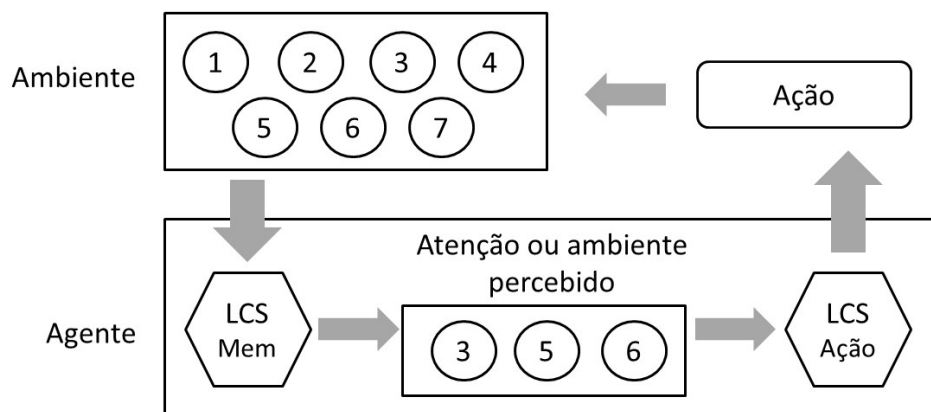 Ambiente
1 2 3 4
5 6 7
Ação
Agente
LCS
Mem
Atenção ou ambiente
percebido
3 5 6
LCS
Ação